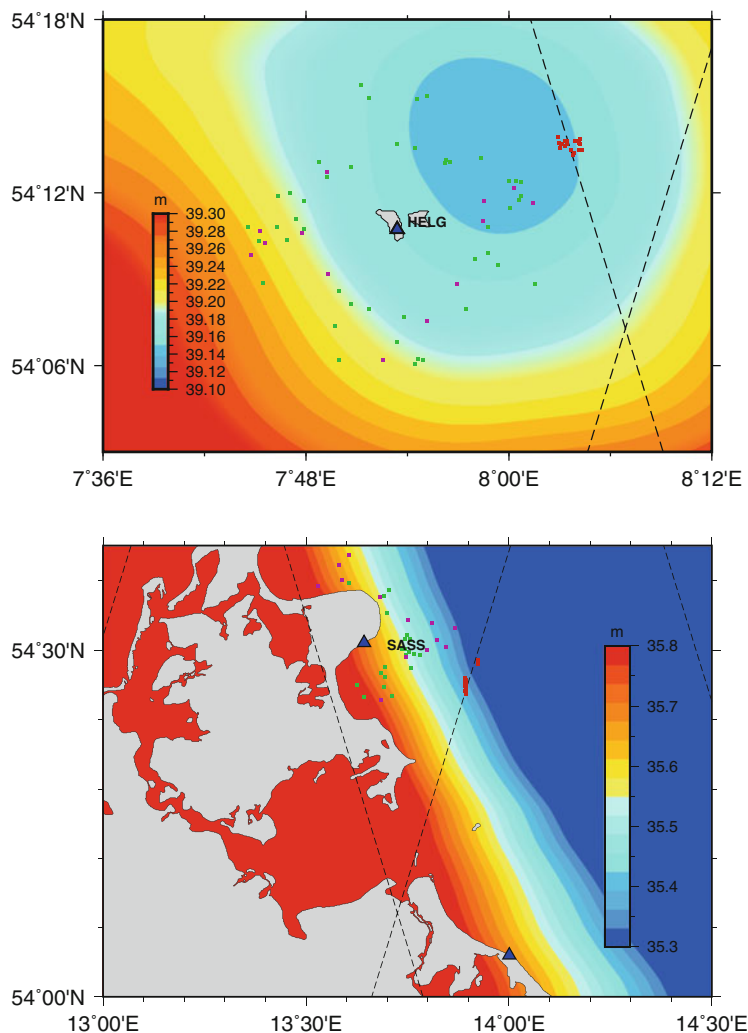 54°18'N
54°12'N
54°06'N
m
39.30
39.28
39.26
39.24
39.22
39.20
39.18
39.16
39.14
39.12
39.10
HELG
7°36'E
7°48'E
8°00'E
8°12'E
54°30'N
54°00'N
SASS
m
35.8
35.7
35.6
35.5
35.4
35.3
13°00'E
13°30'E
14°00'E
14°30'E